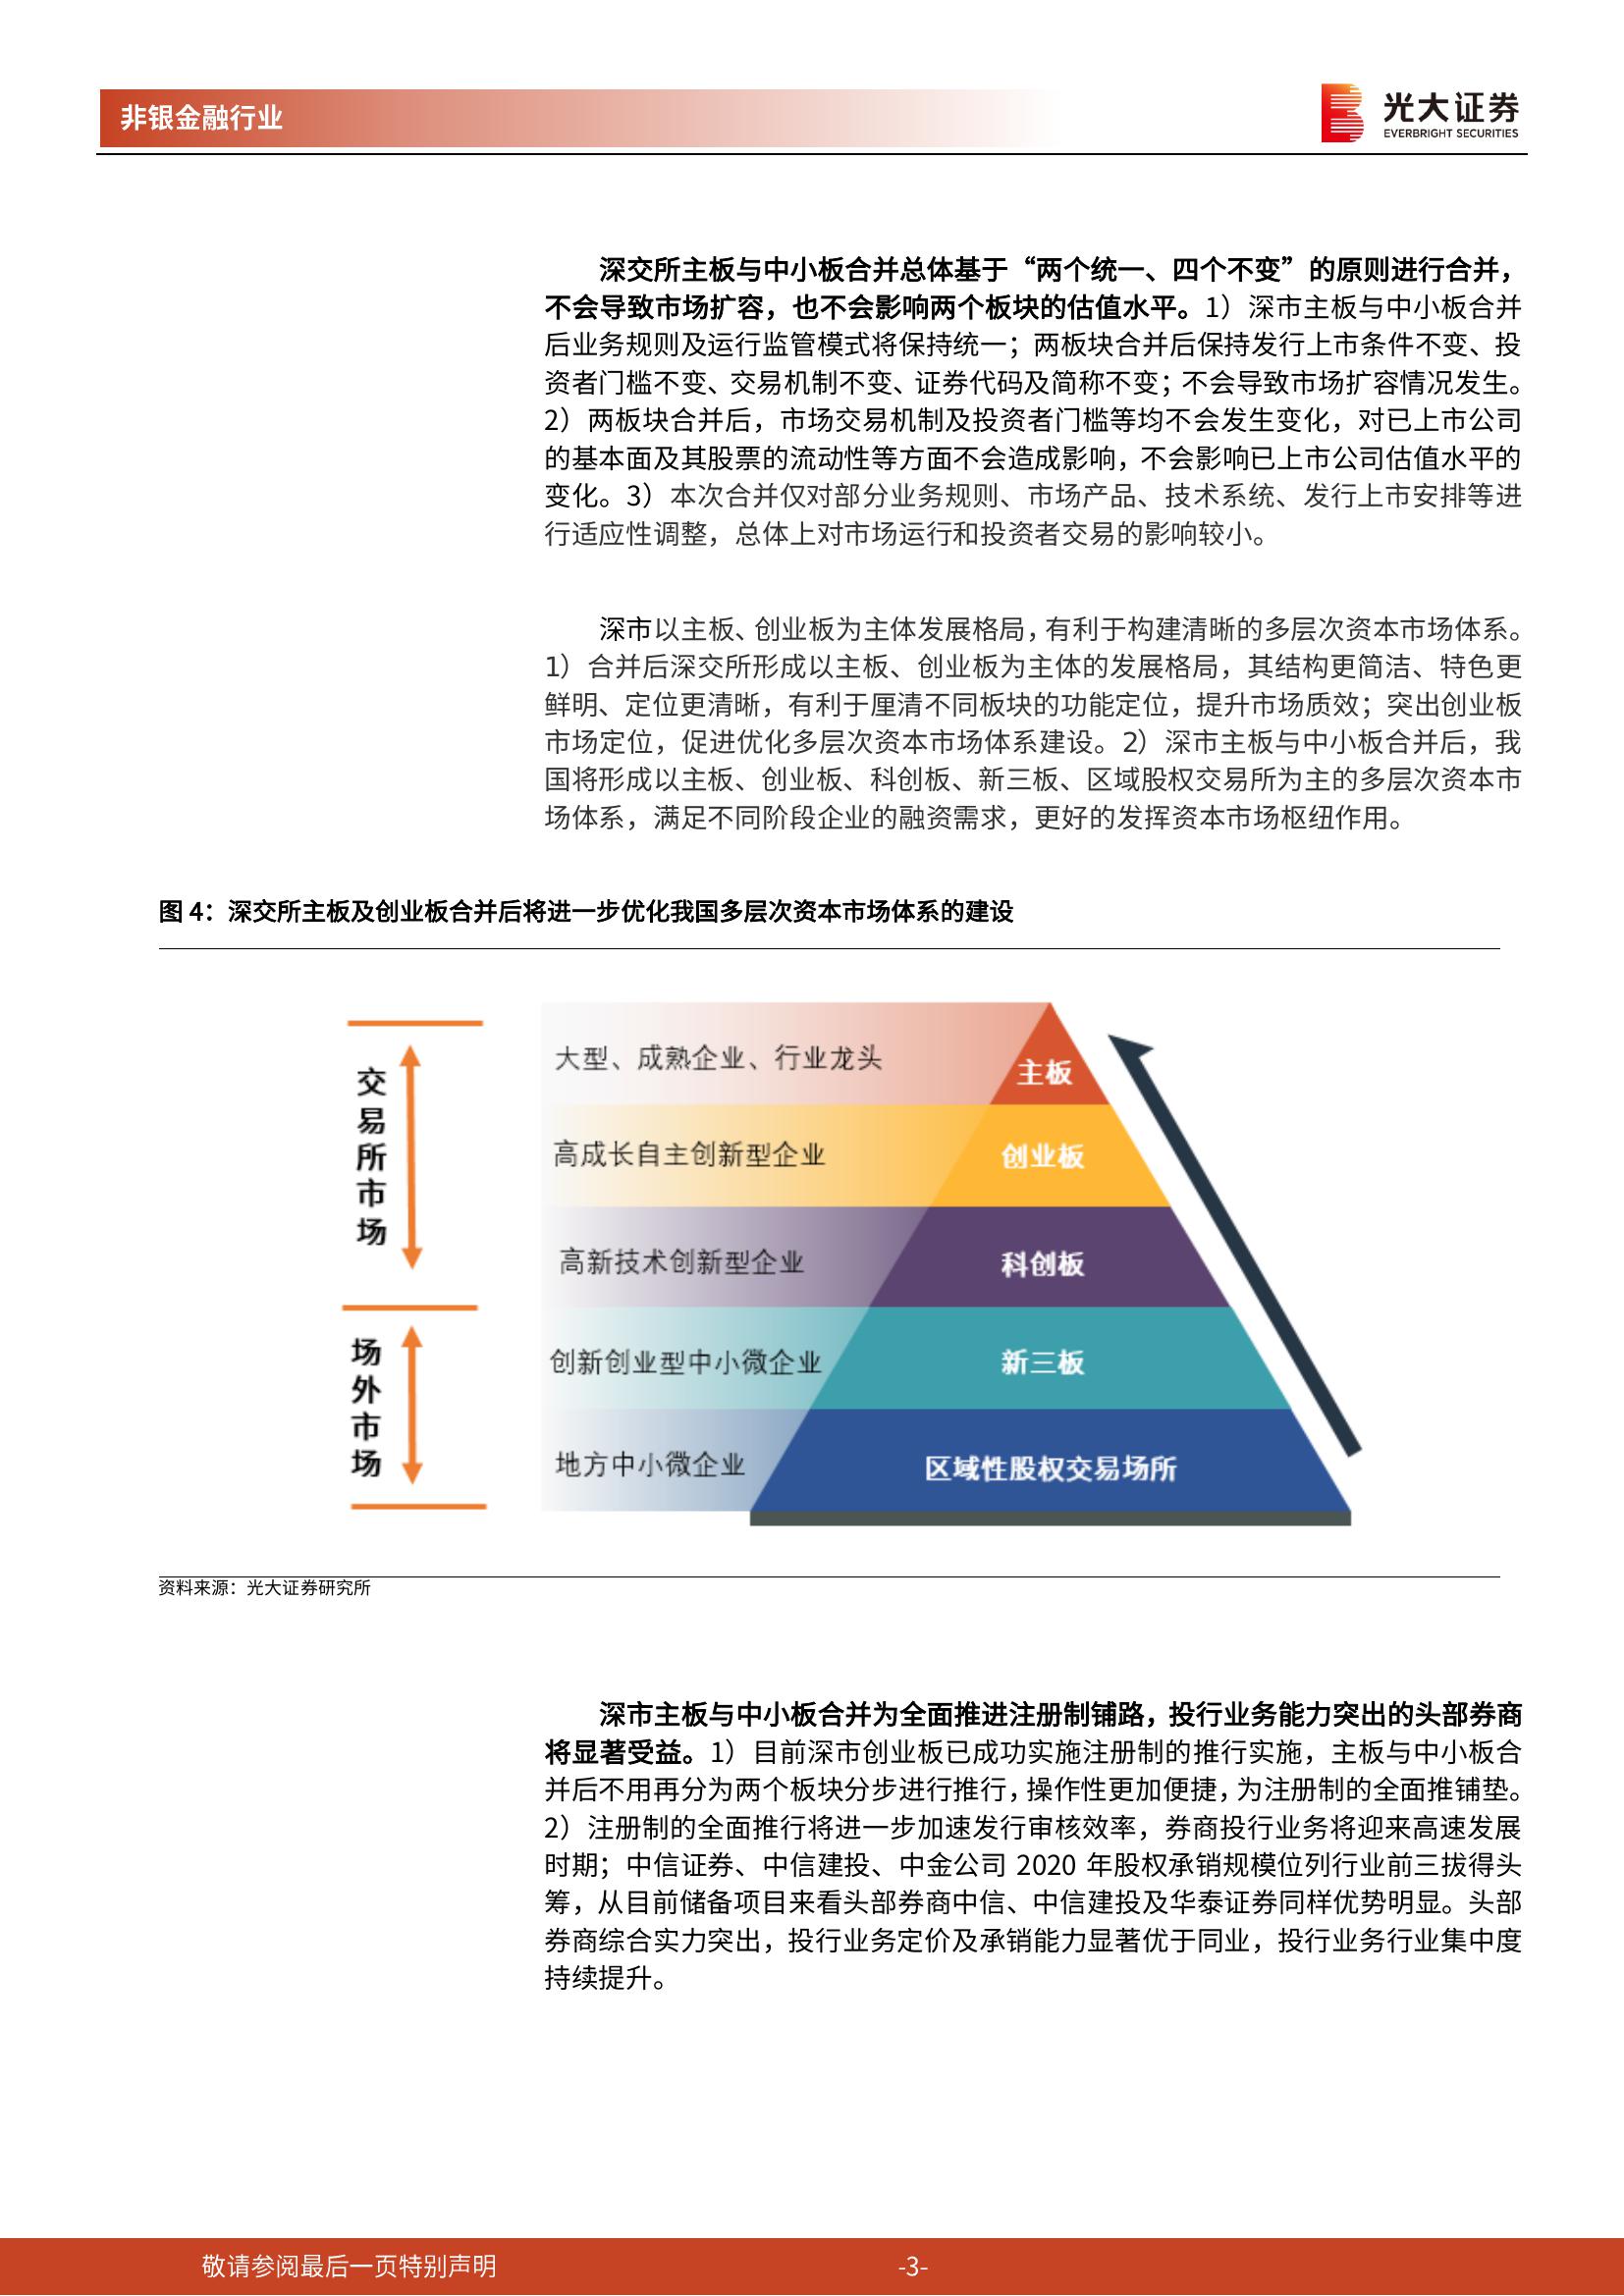 非银金融行业
光大证券
EVERBRIGHT SECURITIES
深交所主板与中小板合并总体基于“两个统一、四个不变”的原则进行合并，
不会导致市场扩容，也不会影响两个板块的估值水平。1）深市主板与中小板合并
后业务规则及运行监管模式将保持统一；两板块合并后保持发行上市条件不变、投
资者门槛不变、交易机制不变、证券代码及简称不变；不会导致市场扩容情况发生。
2）两板块合并后，市场交易机制及投资者门槛等均不会发生变化，对已上市公司
的基本面及其股票的流动性等方面不会造成影响，不会影响已上市公司估值水平的
变化。3）本次合并仅对部分业务规则、市场产品、技术系统、发行上市安排等进
行适应性调整，总体上对市场运行和投资者交易的影响较小。
深市以主板、创业板为主体发展格局，有利于构建清晰的多层次资本市场体系。
1）合并后深交所形成以主板、创业板为主体的发展格局，其结构更简洁、特色更
鲜明、定位更清晰，有利于厘清不同板块的功能定位，提升市场质效；突出创业板
市场定位，促进优化多层次资本市场体系建设。2）深市主板与中小板合并后，我
国将形成以主板、创业板、科创板、新三板、区域股权交易所为主的多层次资本市
场体系，满足不同阶段企业的融资需求，更好的发挥资本市场枢纽作用。
图 4：深交所主板及创业板合并后将进一步优化我国多层次资本市场体系的建设
交易所市场
大型、成熟企业、行业龙头
主板
高成长自主创新型企业
创业板
高新技术创新型企业
科创板
场外市场
创新创业型中小微企业
新三板
地方中小微企业
区域性股权交易场所
资料来源：光大证券研究所
深市主板与中小板合并为全面推进注册制铺路，投行业务能力突出的头部券商
将显著受益。1）目前深市创业板已成功实施注册制的推行实施，主板与中小板合
并后不用再分为两个板块分步进行推行，操作性更加便捷，为注册制的全面推铺垫。
2）注册制的全面推行将进一步加速发行审核效率，券商投行业务将迎来高速发展
时期；中信证券、中信建投、中金公司 2020 年股权承销规模位列行业前三拔得头
筹，从目前储备项目来看头部券商中信、中信建投及华泰证券同样优势明显。头部
券商综合实力突出，投行业务定价及承销能力显著优于同业，投行业务行业集中度
持续提升。
敬请参阅最后一页特别声明
-3-